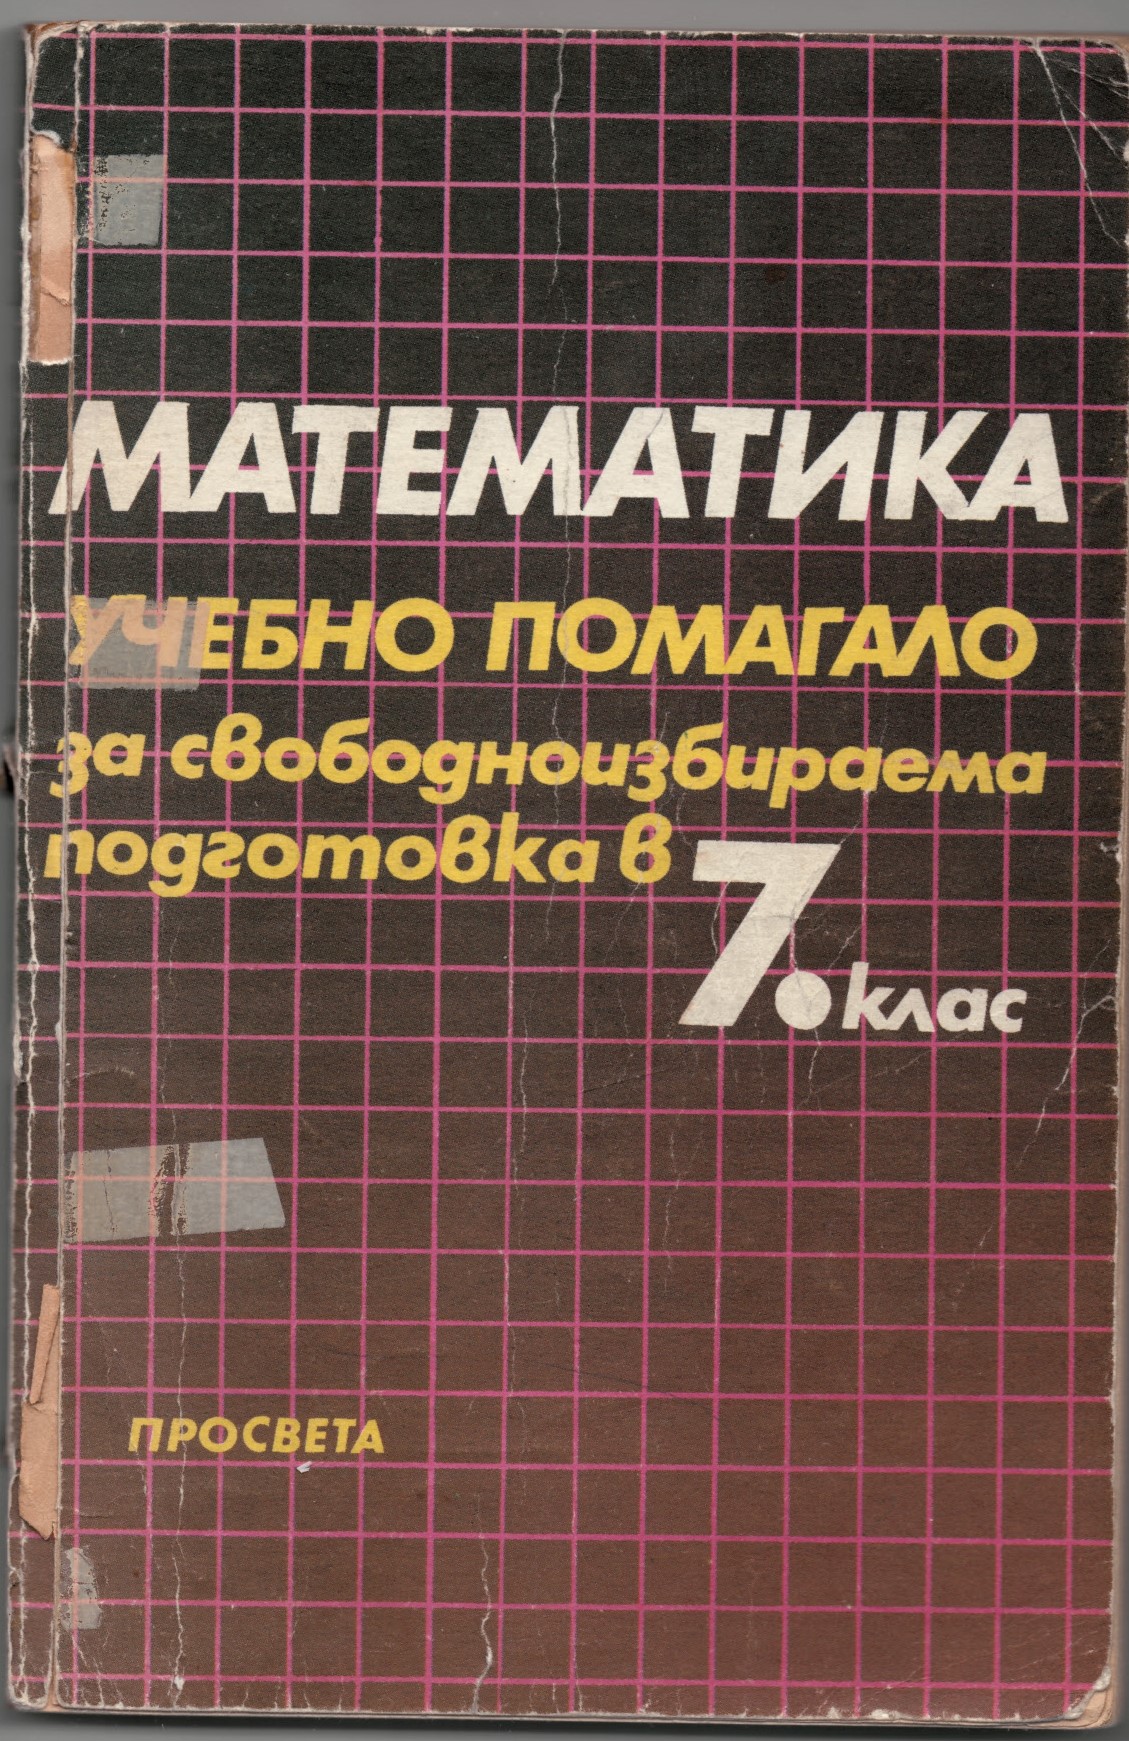 МАТЕМАТИКА
УЧЕБНО ПОМАГАЛО
за свободноизбираема
подготовка в
7. клас
ПРОСВЕТА